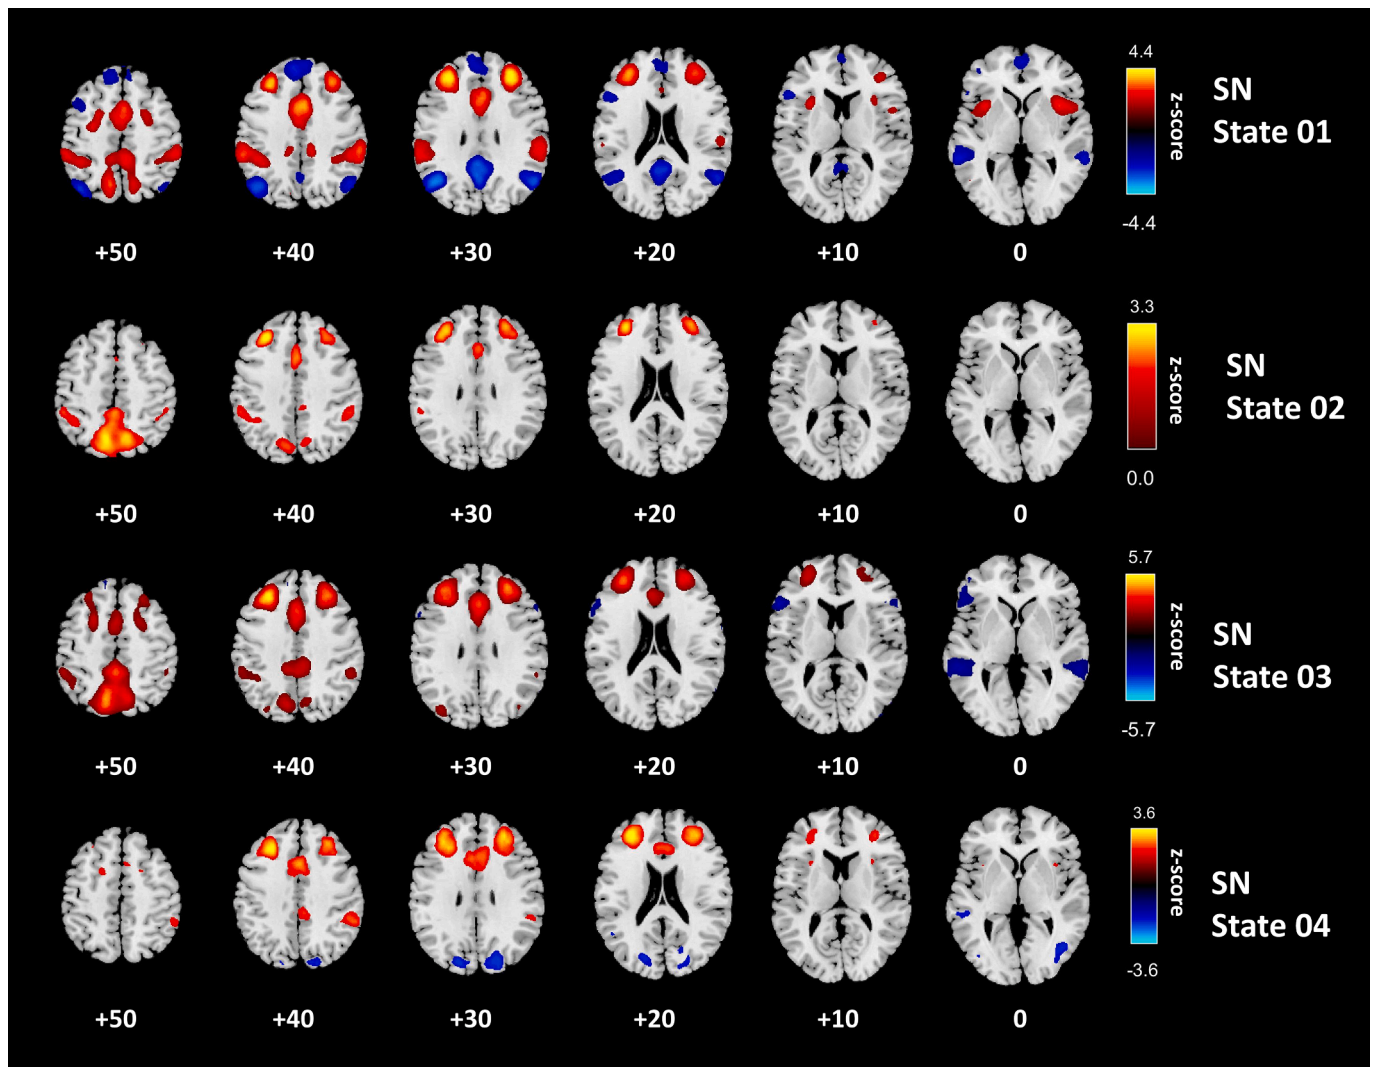 4.4
SN
State 01
z-score
-4.4
+50 +40 +30 +20 +10 0
3.3
SN
State 02
z-score
0.0
+50 +40 +30 +20 +10 0
5.7
SN
State 03
z-score
-5.7
+50 +40 +30 +20 +10 0
3.6
SN
State 04
z-score
-3.6
+50 +40 +30 +20 +10 0